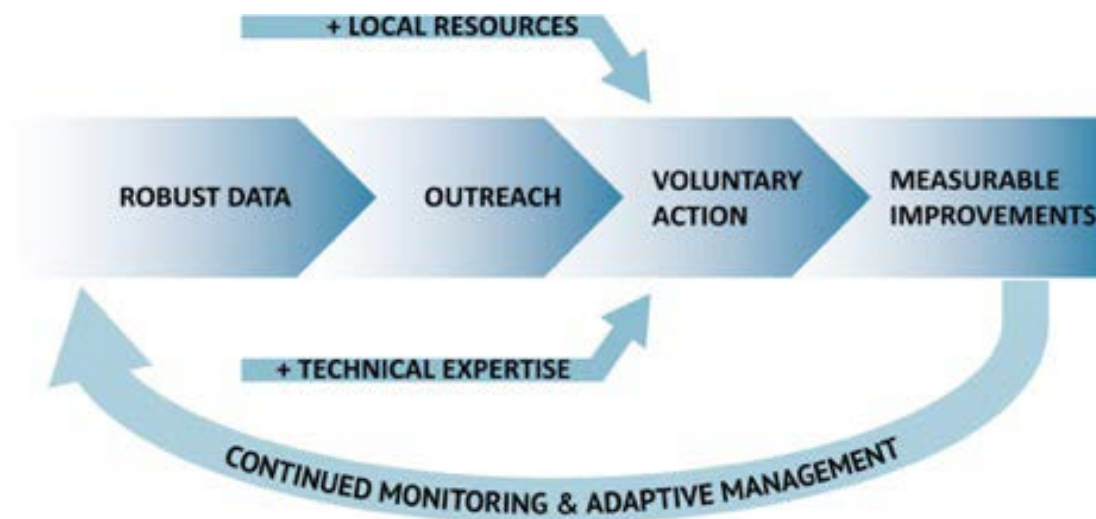 + LOCAL RESOURCES
ROBUST DATA
OUTREACH
VOLUNTARY
ACTION
MEASURABLE
IMPROVEMENTS
+ TECHNICAL EXPERTISE
CONTINUED MONITORING & ADAPTIVE MANAGEMENT